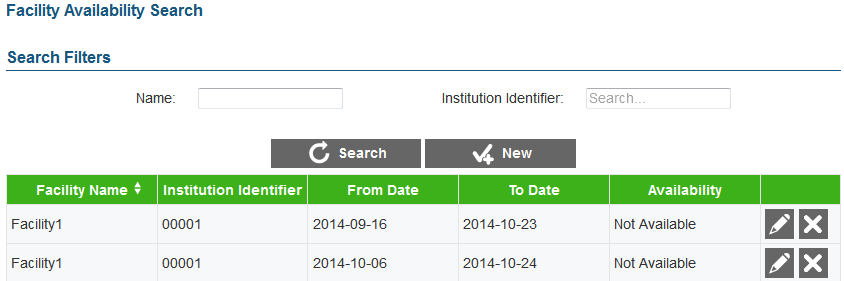 Facility Availability Search
Search Filters
Name: Institution Identifier: Search...
Search New
Facility Name Institution Identifier From Date To Date Availability
Facility1 00001 2014-09-16 2014-10-23 Not Available
Facility1 00001 2014-10-06 2014-10-24 Not Available